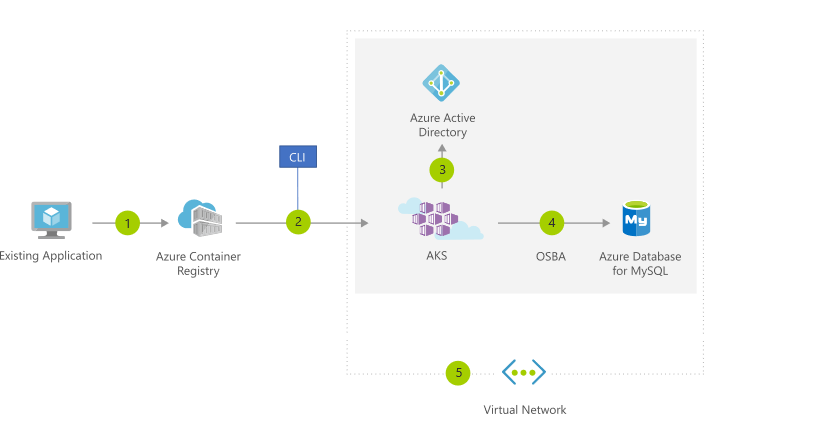 Azure Active
Directory
CLI
3
1
2
4
My
Existing Application
Azure Container
Registry
AKS
OSBA
Azure Database
for MySQL
5
Virtual Network